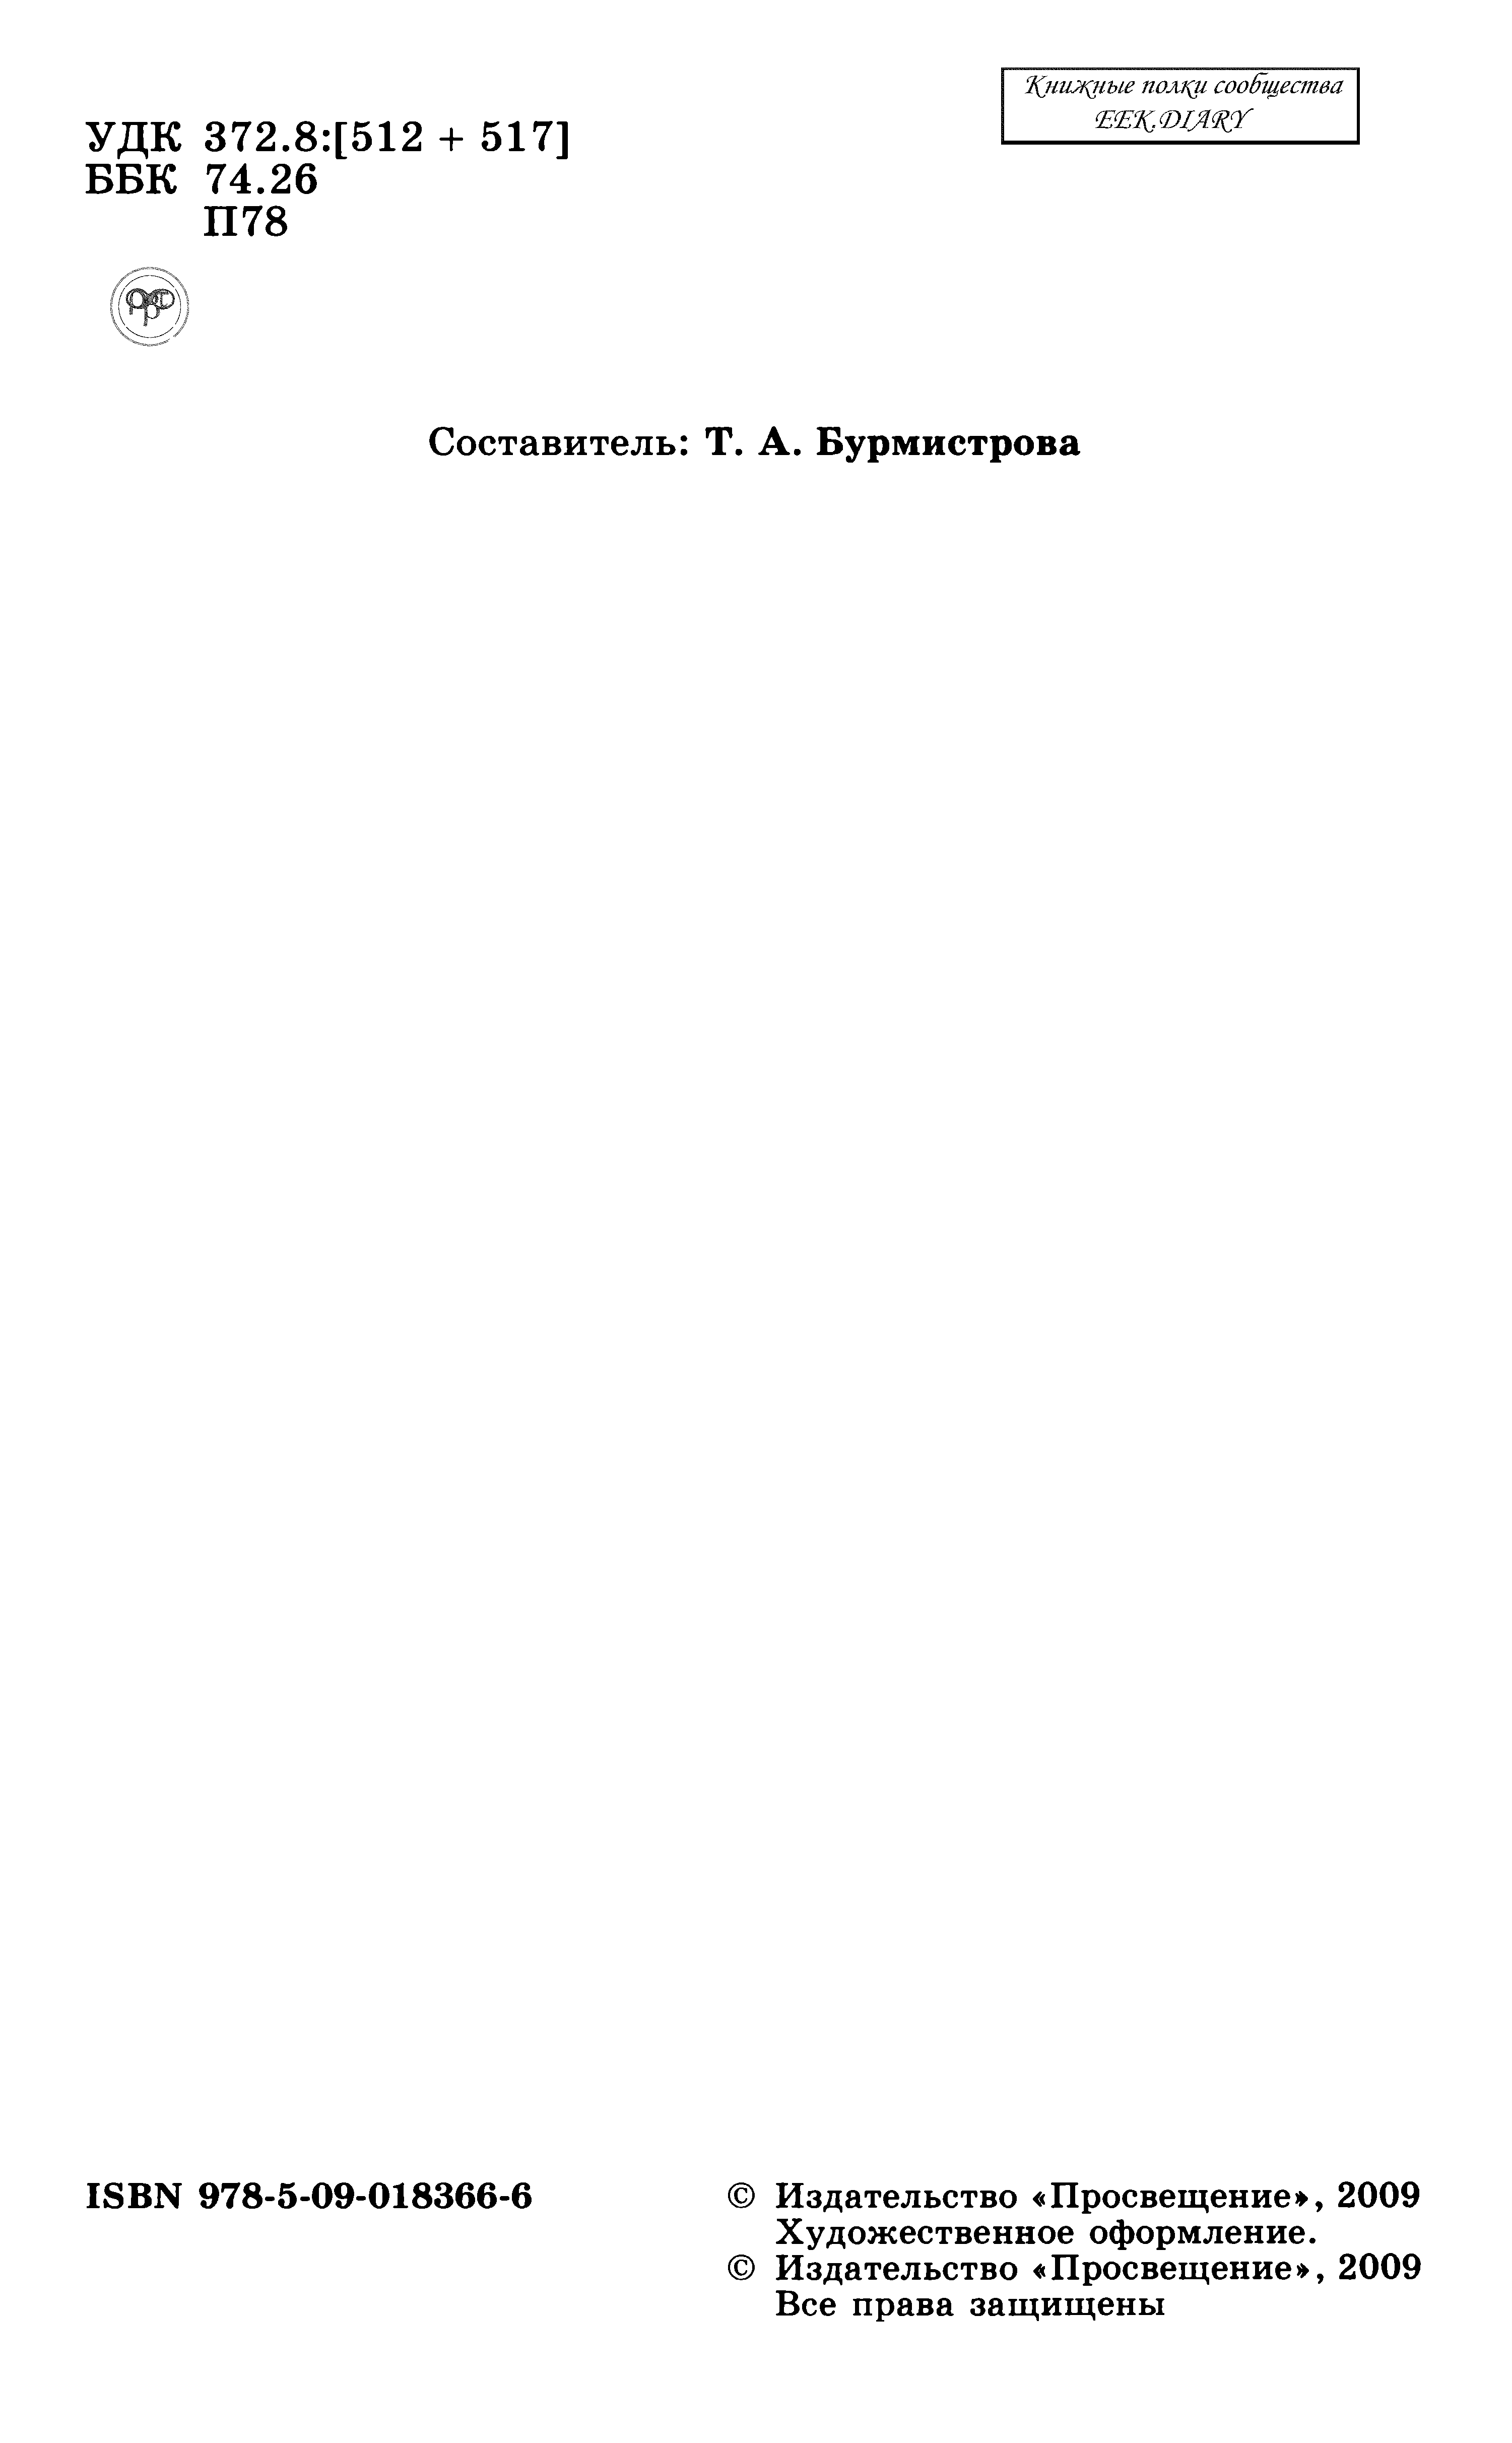 Книжные полки сообщества
EEK.DIARY
УДК 372.8:[512 + 517]
ББК 74.26
П78
Составитель: Т. А. Бурмистрова
ISBN 978-5-09-018366-6
© Издательство «Просвещение», 2009
Художественное оформление.
© Издательство «Просвещение», 2009
Все права защищены